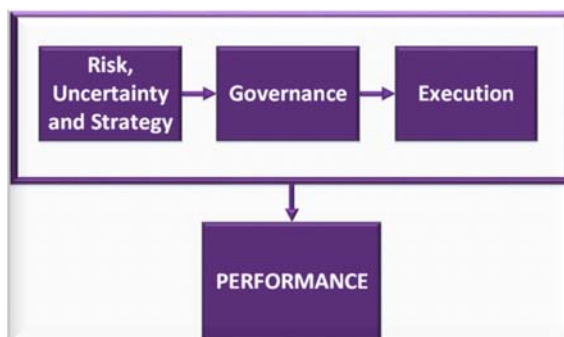 Risk,
Uncertainty
and Strategy
Governance
Execution
PERFORMANCE